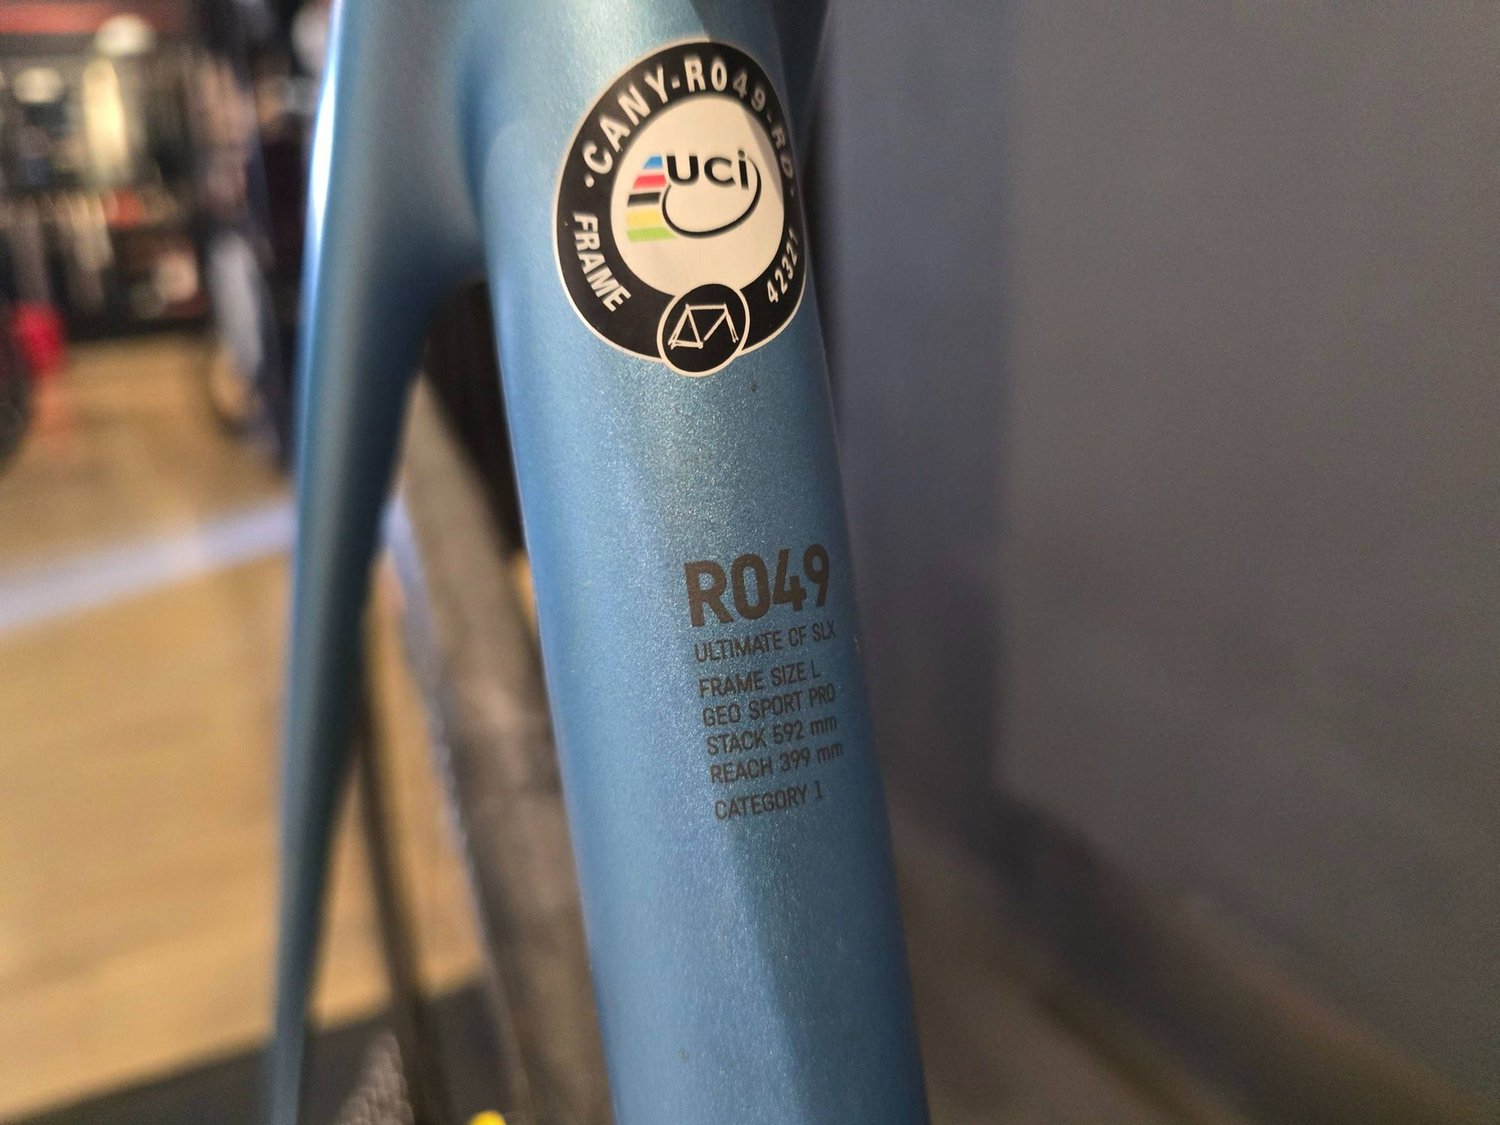 ·CANY-R049-RD·
UCI
FRAME
42321
R049
ULTIMATE CF SLX
FRAME SIZE L
GEO SPORT PRO
STACK 592 mm
REACH 399 mm
CATEGORY 1